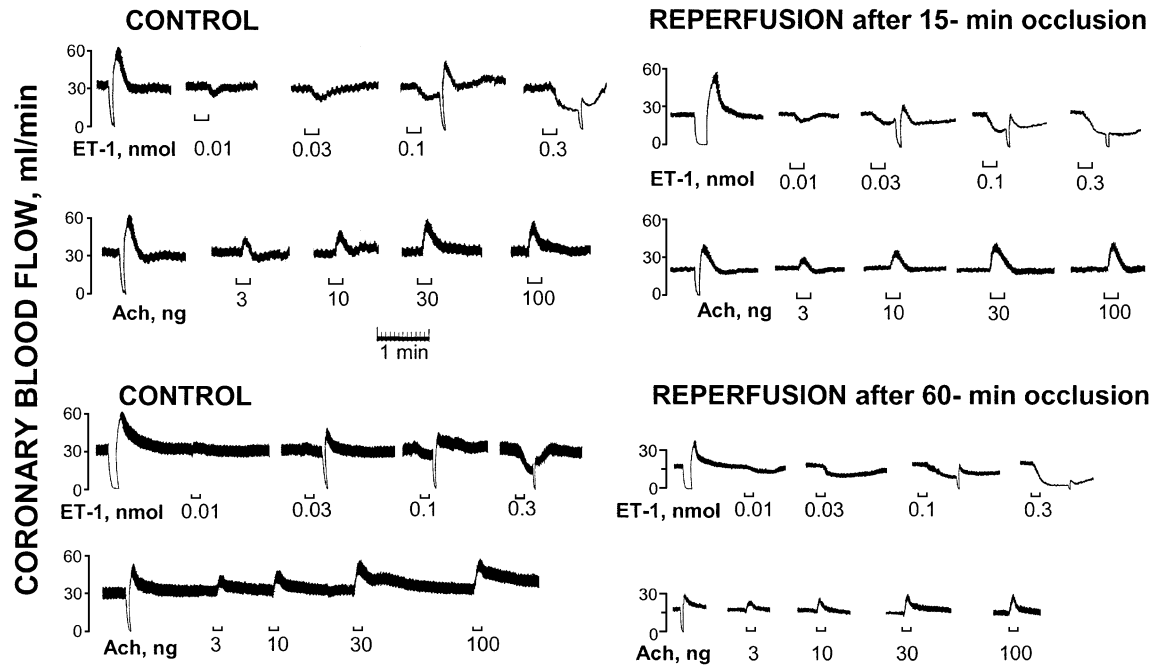 CORONARY BLOOD FLOW, ml/min
CONTROL
60
30
0
ET-1, nmol 0.01 0.03 0.1 0.3
60
30
0
Ach, ng 3 10 30 100
1 min
REPERFUSION after 15- min occlusion
60
30
0
ET-1, nmol 0.01 0.03 0.1 0.3
60
30
0
Ach, ng 3 10 30 100
CONTROL
60
30
0
ET-1, nmol 0.01 0.03 0.1 0.3
60
30
0
Ach, ng 3 10 30 100
REPERFUSION after 60- min occlusion
30
0
ET-1, nmol 0.01 0.03 0.1 0.3
30
0
Ach, ng 3 10 30 100